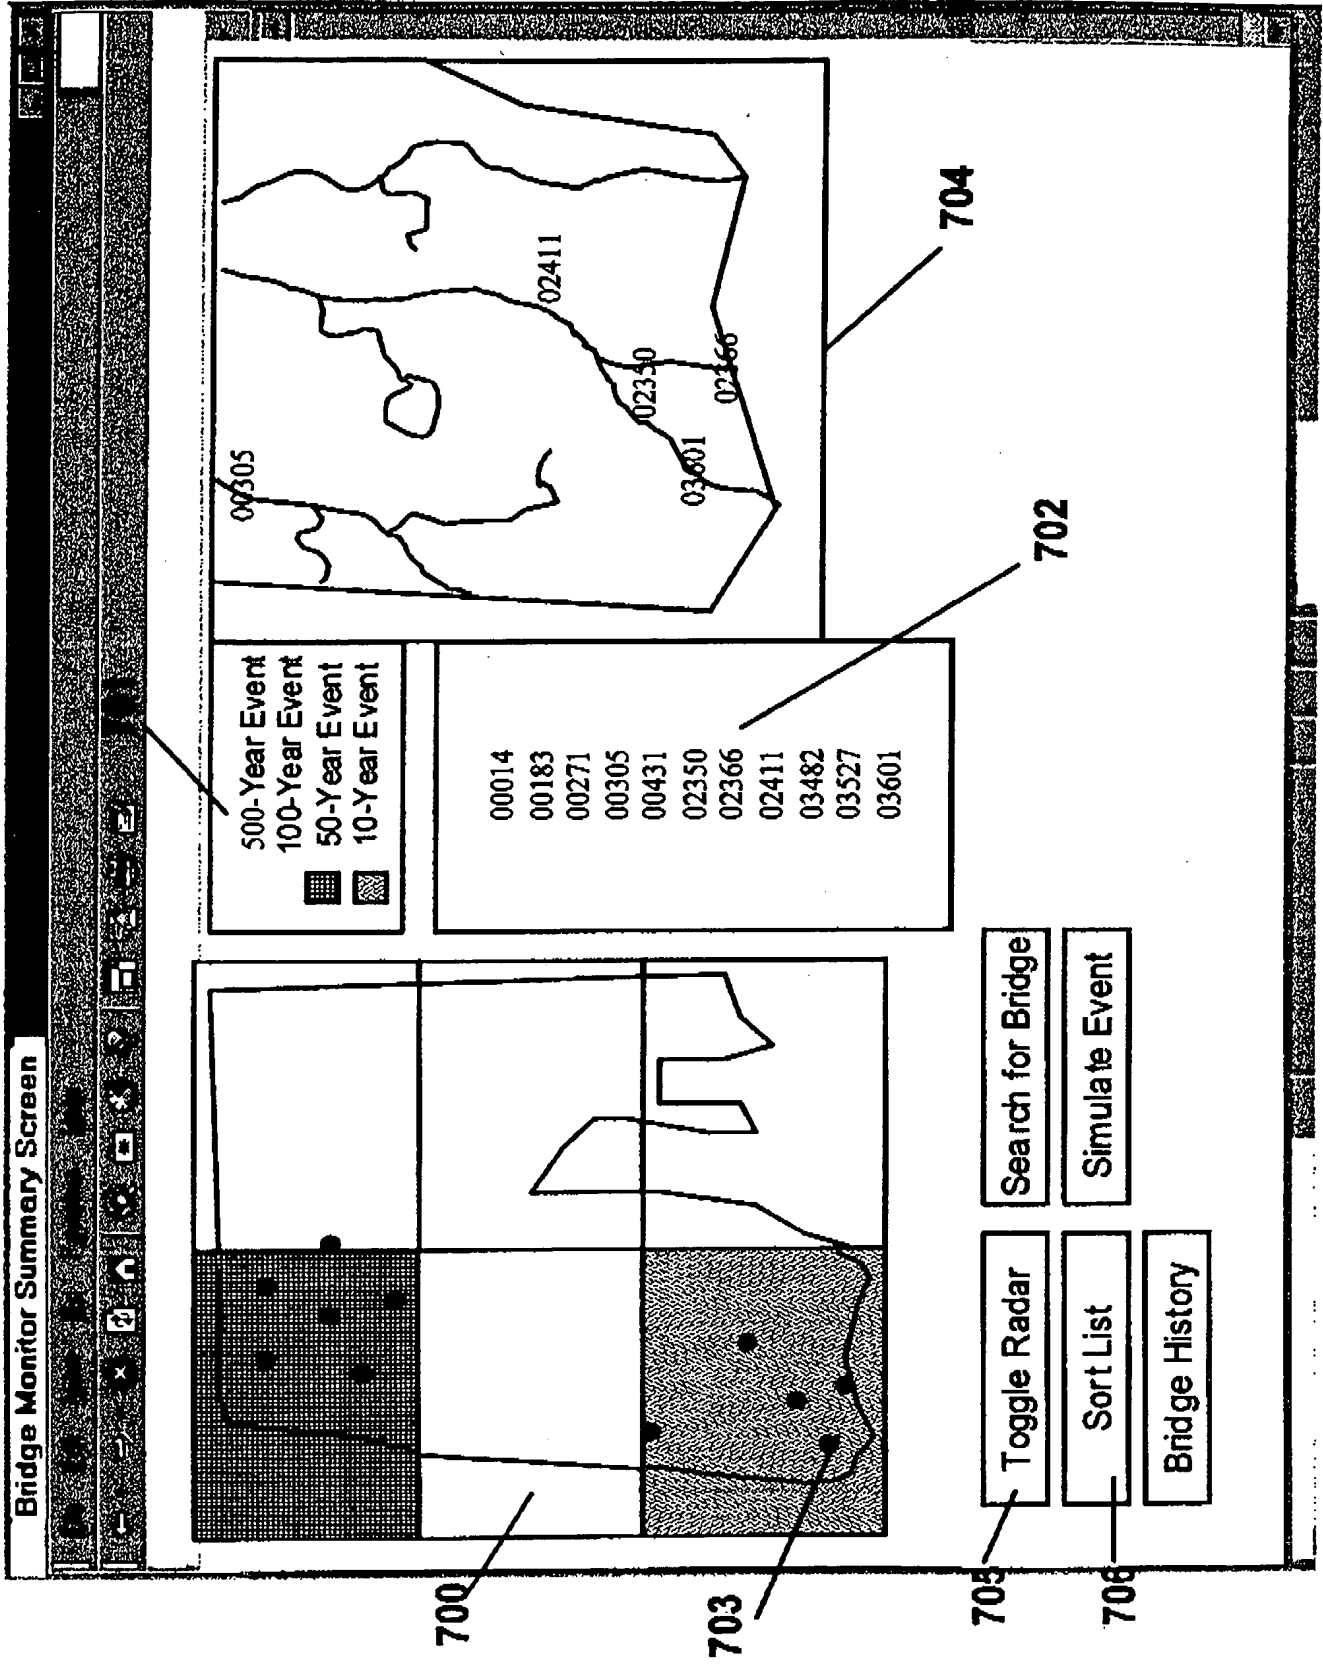 Bridge Monitor Summary Screen
500-Year Event
100-Year Event
50-Year Event
10-Year Event
00014
00183
00271
00305
00431
02350
02366
02411
03482
03527
03601
00305
02411
02350
02366
03601
Toggle Radar
Search for Bridge
Sort List
Simulate Event
Bridge History
700
703
705
706
702
704